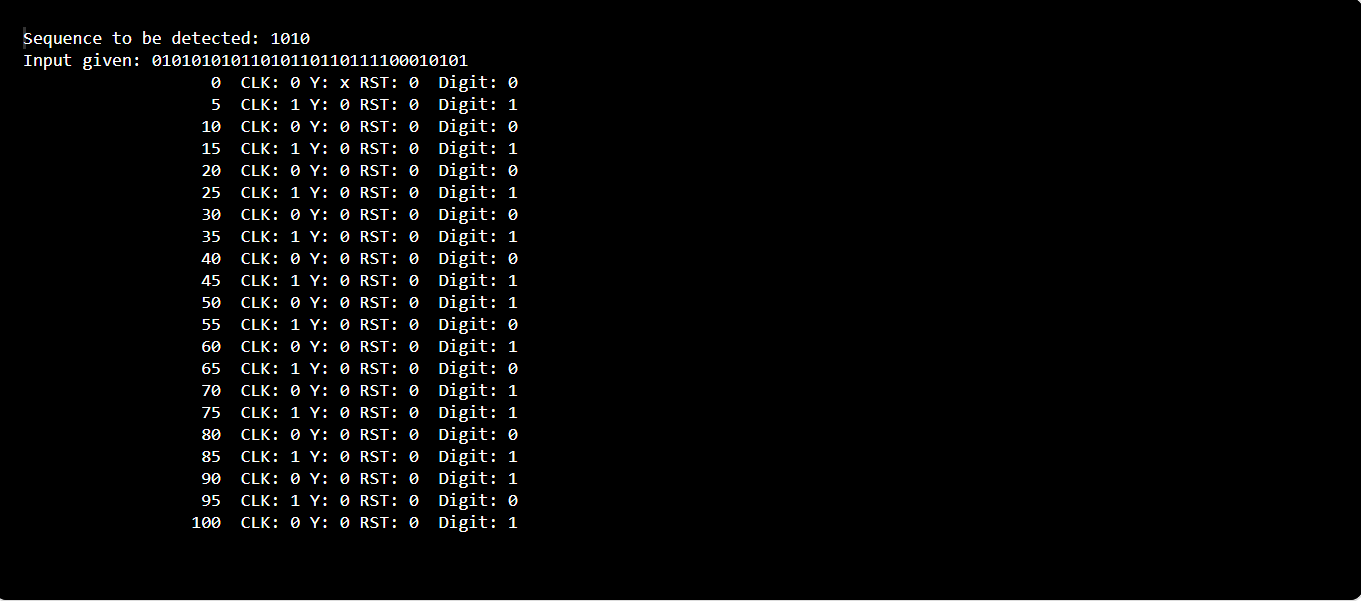 Sequence to be detected: 1010
Input given: 01010101011010110110111100010101
0 CLK: 0 Y: x RST: 0 Digit: 0
5 CLK: 1 Y: 0 RST: 0 Digit: 1
10 CLK: 0 Y: 0 RST: 0 Digit: 0
15 CLK: 1 Y: 0 RST: 0 Digit: 1
20 CLK: 0 Y: 0 RST: 0 Digit: 0
25 CLK: 1 Y: 0 RST: 0 Digit: 1
30 CLK: 0 Y: 0 RST: 0 Digit: 0
35 CLK: 1 Y: 0 RST: 0 Digit: 1
40 CLK: 0 Y: 0 RST: 0 Digit: 0
45 CLK: 1 Y: 0 RST: 0 Digit: 1
50 CLK: 0 Y: 0 RST: 0 Digit: 1
55 CLK: 1 Y: 0 RST: 0 Digit: 0
60 CLK: 0 Y: 0 RST: 0 Digit: 1
65 CLK: 1 Y: 0 RST: 0 Digit: 0
70 CLK: 0 Y: 0 RST: 0 Digit: 1
75 CLK: 1 Y: 0 RST: 0 Digit: 1
80 CLK: 0 Y: 0 RST: 0 Digit: 0
85 CLK: 1 Y: 0 RST: 0 Digit: 1
90 CLK: 0 Y: 0 RST: 0 Digit: 1
95 CLK: 1 Y: 0 RST: 0 Digit: 0
100 CLK: 0 Y: 0 RST: 0 Digit: 1